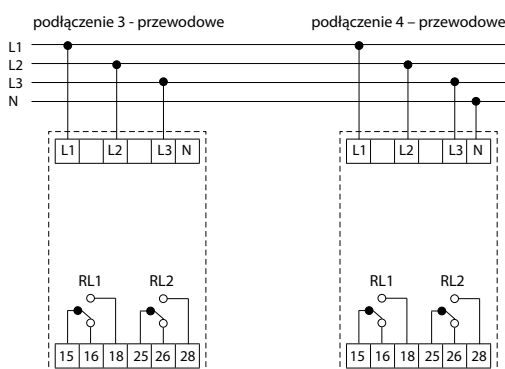 podłączenie 3 - przewodowe podłączenie 4 – przewodowe
L1
L2
L3
N
L1 L2 L3 N L1 L2 L3 N
RL1 RL2 RL1 RL2
15 16 18 25 26 28 15 16 18 25 26 28